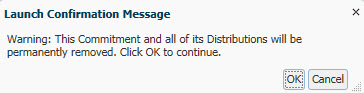 Launch Confirmation Message
Warning: This Commitment and all of its Distributions will be
permanently removed. Click OK to continue.
OK Cancel